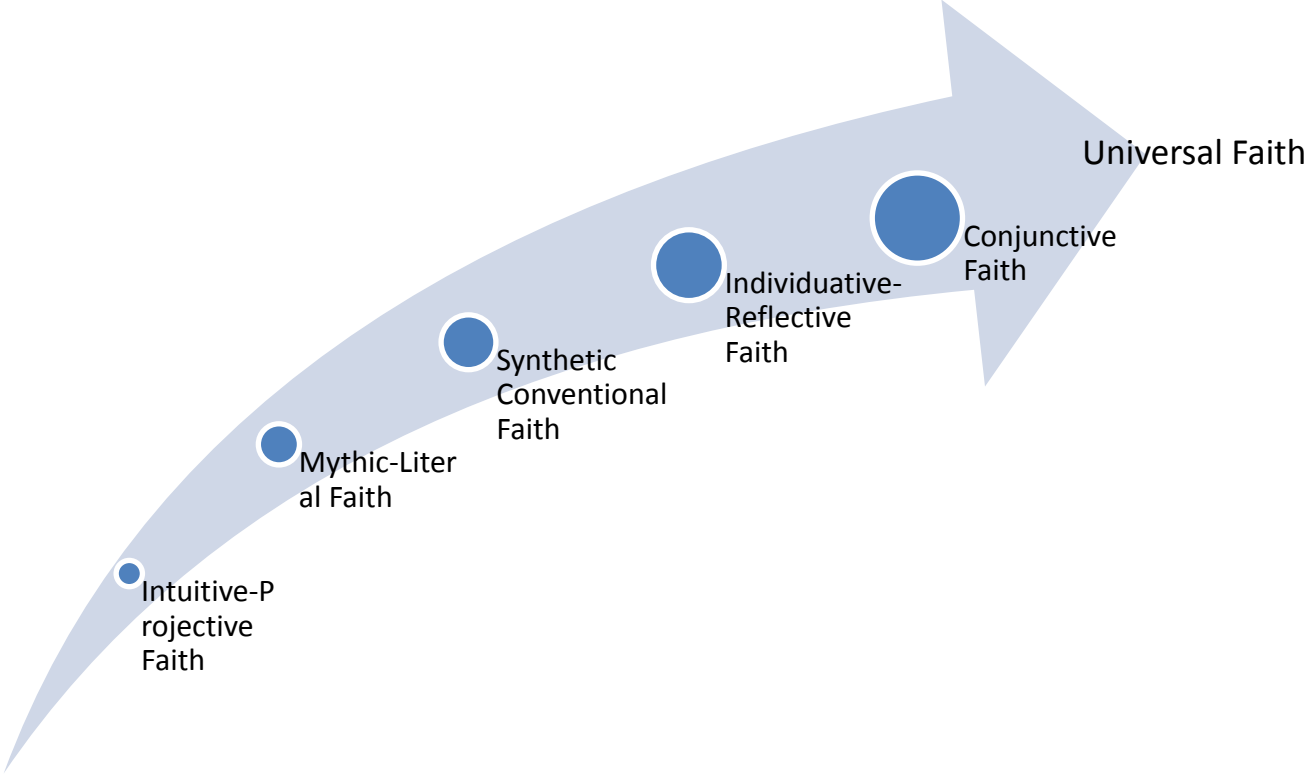 Universal Faith
Conjunctive
Faith
Individuative-
Reflective
Faith
Synthetic
Conventional
Faith
Mythic-Liter
al Faith
Intuitive-P
rojective
Faith